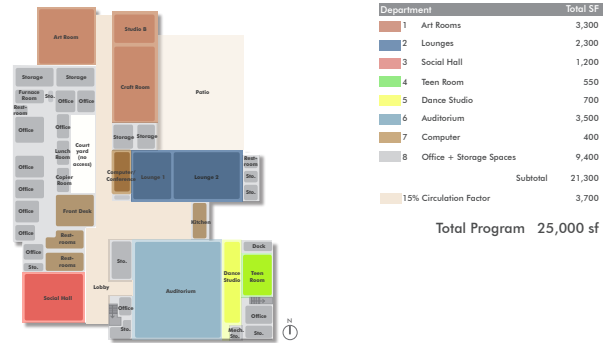 Art Room
Studio B
Craft Room
Patio
Storage
Storage
Furnace
Room
Sto.
Office
Office
Rest-
room
Office
Office
Storage
Storage
Court
yard
(no
access)
Lunch
Room
Office
Copier
Room
Office
Computer/
Conference
Lounge 1
Lounge 2
Rest-
room
Sto.
Sto.
Office
Front Desk
Kitchen
Office
Rest-
rooms
Office
Rest-
rooms
Sto.
Sto.
Dock
Social Hall
Lobby
Auditorium
Dance
Studio
Teen
Room
Office
Sto.
Office
Mech.
Sto.
Sto.
N
Department Total SF
1 Art Rooms 3,300
2 Lounges 2,300
3 Social Hall 1,200
4 Teen Room 550
5 Dance Studio 700
6 Auditorium 3,500
7 Computer 400
8 Office + Storage Spaces 9,400
Subtotal 21,300
15% Circulation Factor 3,700
Total Program 25,000 sf